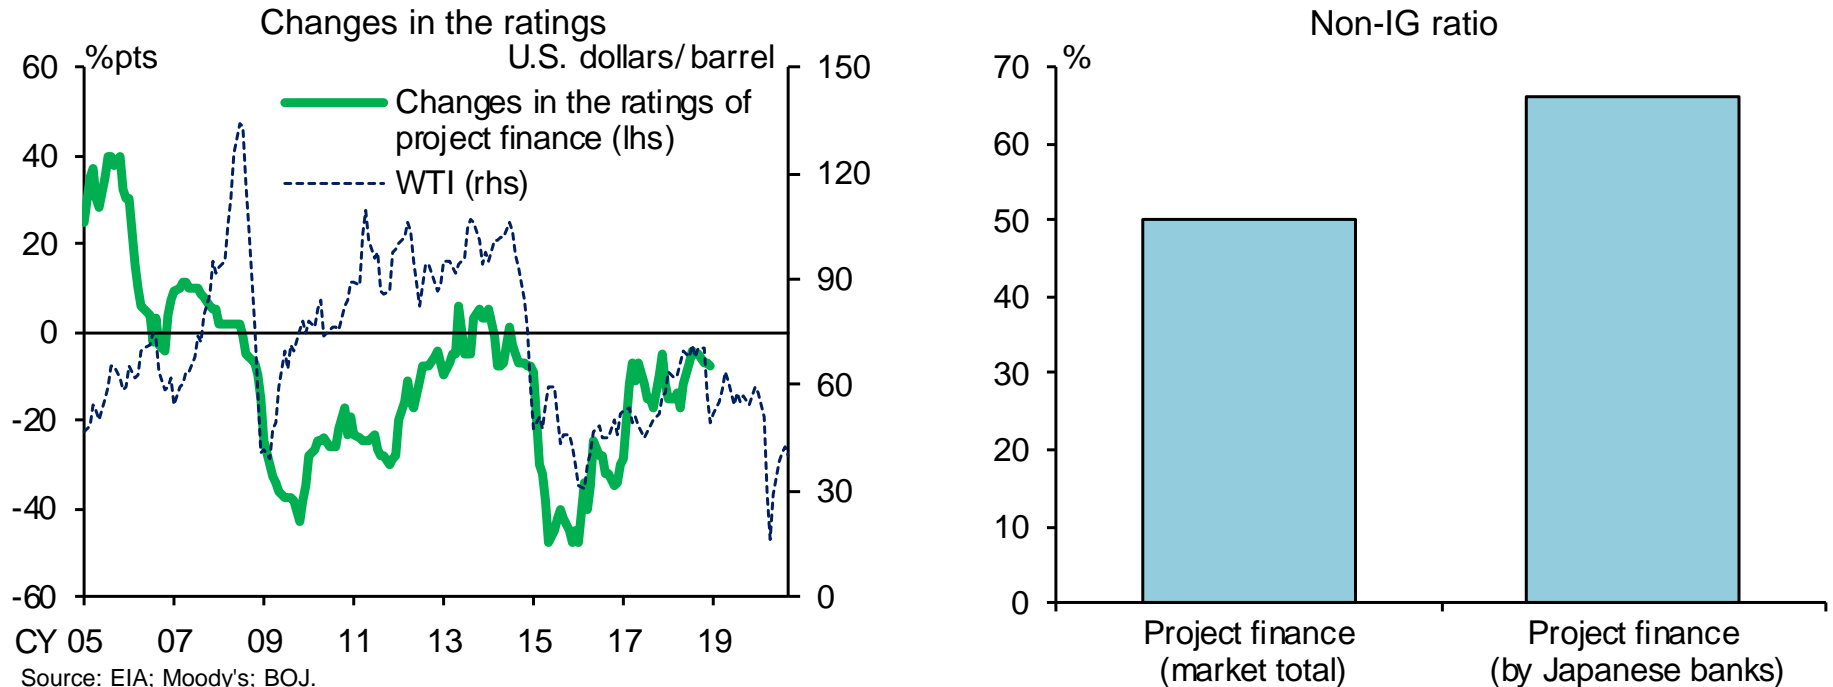 Changes in the ratings
%pts
U.S. dollars/barrel
60
40
20
0
-20
-40
-60
150
120
90
60
30
0
Changes in the ratings of
project finance (lhs)
WTI (rhs)
CY 05 07 09 11 13 15 17 19
Source: EIA; Moody's; BOJ.
Non-IG ratio
%
70
60
50
40
30
20
10
0
Project finance
(market total)
Project finance
(by Japanese banks)